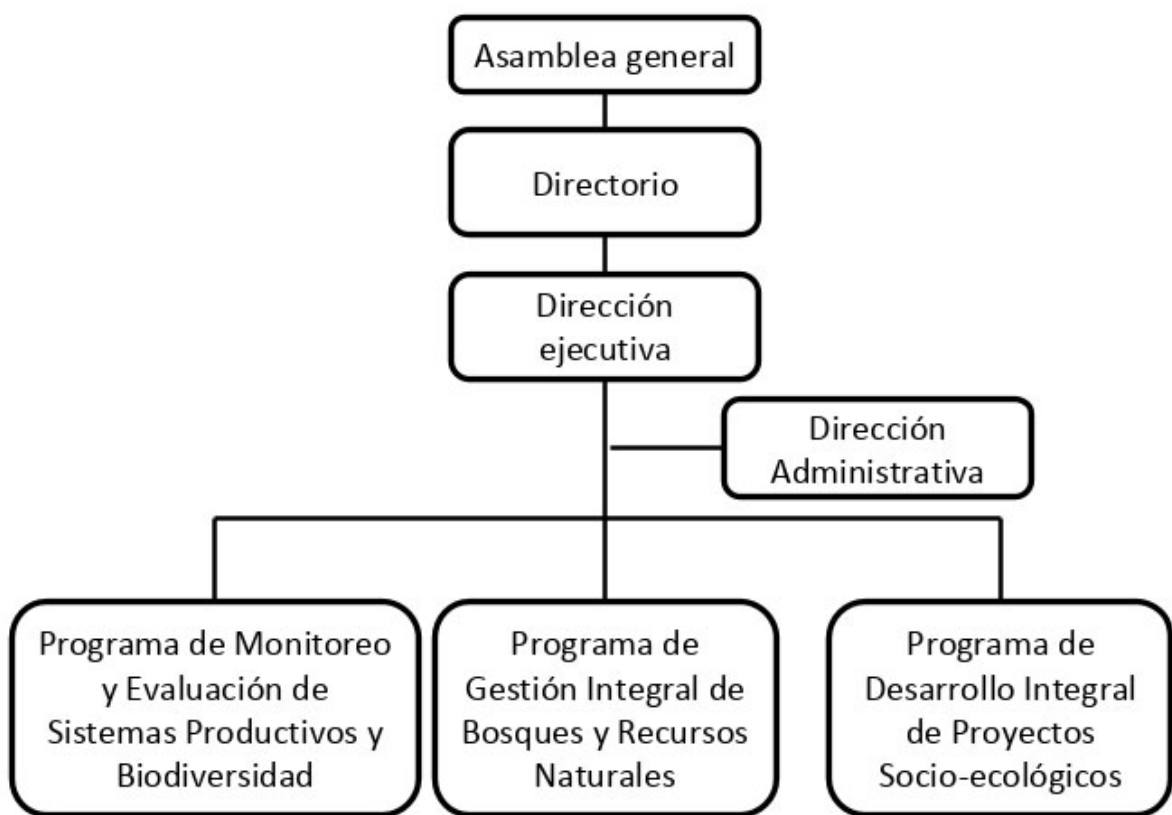 Asamblea general
Directorio
Dirección
ejecutiva
Dirección
Administrativa
Programa de Monitoreo
y Evaluación de
Sistemas Productivos y
Biodiversidad
Programa de
Gestión Integral de
Bosques y Recursos
Naturales
Programa de
Desarrollo Integral
de Proyectos
Socio-ecológicos